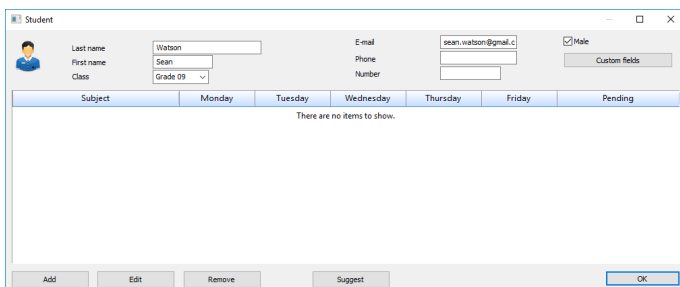 Student
Last name Watson E-mail sean.watson@gmail.c Male
First name Sean Phone Custom fields
Class Grade 09 Number
Subject Monday Tuesday Wednesday Thursday Friday Pending
There are no items to show.
Add Edit Remove Suggest OK